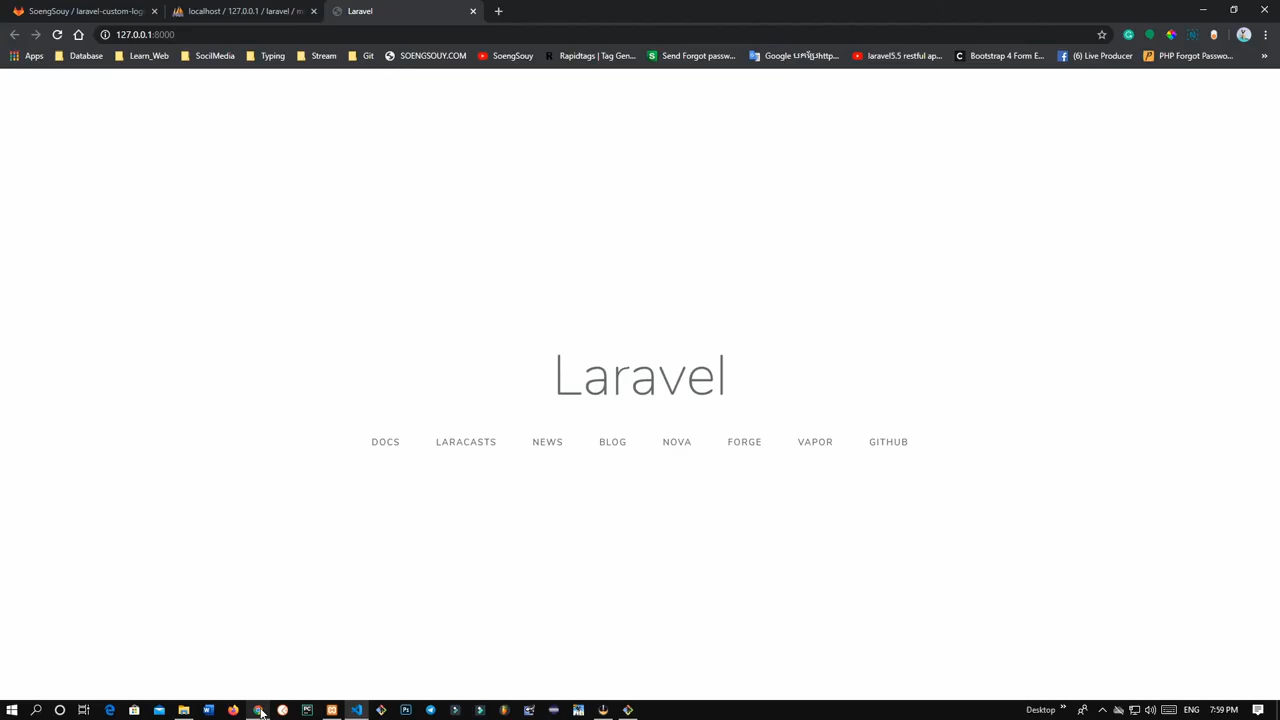 SoengSouy / laravel-custom-log
localhost / 127.0.0.1 / laravel / m
Laravel
127.0.0.1:8000
Apps Database Learn_Web SocilMedia Typing Stream Git SOENGSOUY.COM SoengSouy Rapidtags | Tag Gen... Send Forgot passw... laravel5.5 restful ap... Bootstrap 4 Form E... (6) Live Producer PHP Forgot Passwo... »
Laravel
DOCS LARACASTS NEWS BLOG NOVA FORGE VAPOR GITHUB
Desktop » ENG 7:59 PM